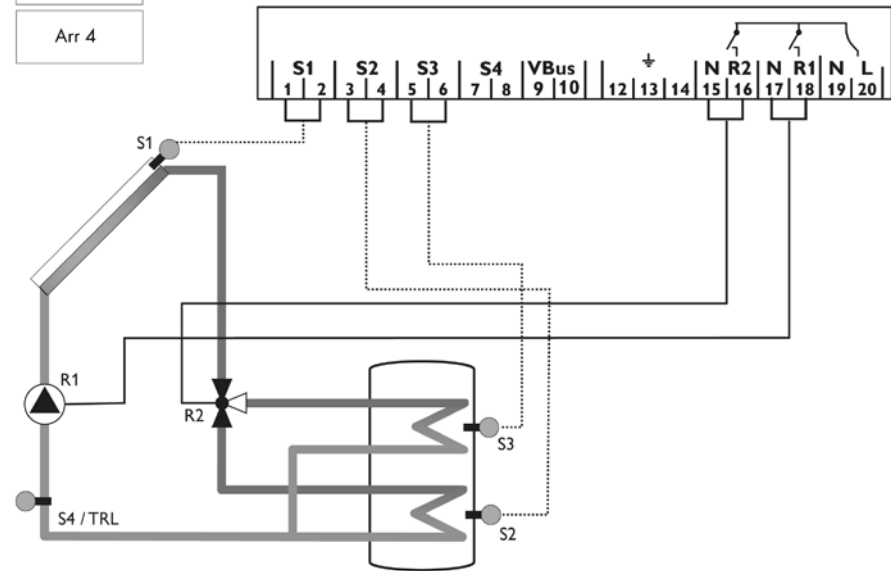 Arr 4
S1 S2 S3 S4 VBus ⏚ N R2 N R1 N L
1 2 3 4 5 6 7 8 9 10 12 13 14 15 16 17 18 19 20
S1
R1
R2
S3
S4 / TRL
S2